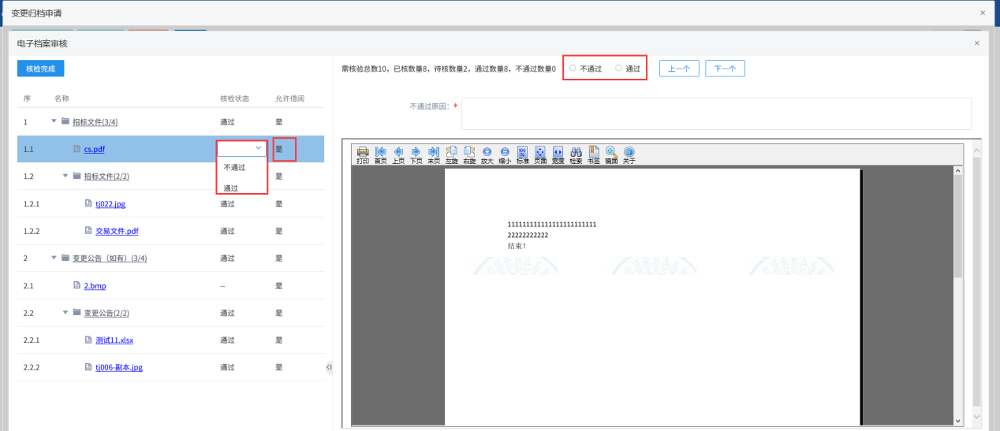 变更归档申请
×
电子档案审核
×
核检完成
需核验总数10，已核数量8，待核数量2，通过数量8，不通过数量0
不通过
通过
上一个
下一个
序 名称 核检状态 允许借阅
不通过原因： *
1 招标文件(3/4) 通过 是
1.1 cs.pdf 是
不通过
通过
1.2 招标文件(2/2) 是
1.2.1 tj022.jpg 通过 是
1.2.2 交易文件.pdf 通过 是
2 变更公告（如有）(3/4) 通过 是
2.1 2.bmp -- 是
2.2 变更公告(2/2) 通过 是
2.2.1 测试11.xlsx 通过 是
2.2.2 tj006-副本.jpg 通过 是
打印 首页 上页 下页 末页 左旋 右旋 放大 缩小 标准 页面 宽度 检索 书签 镜面 关于
22222222222
结束！